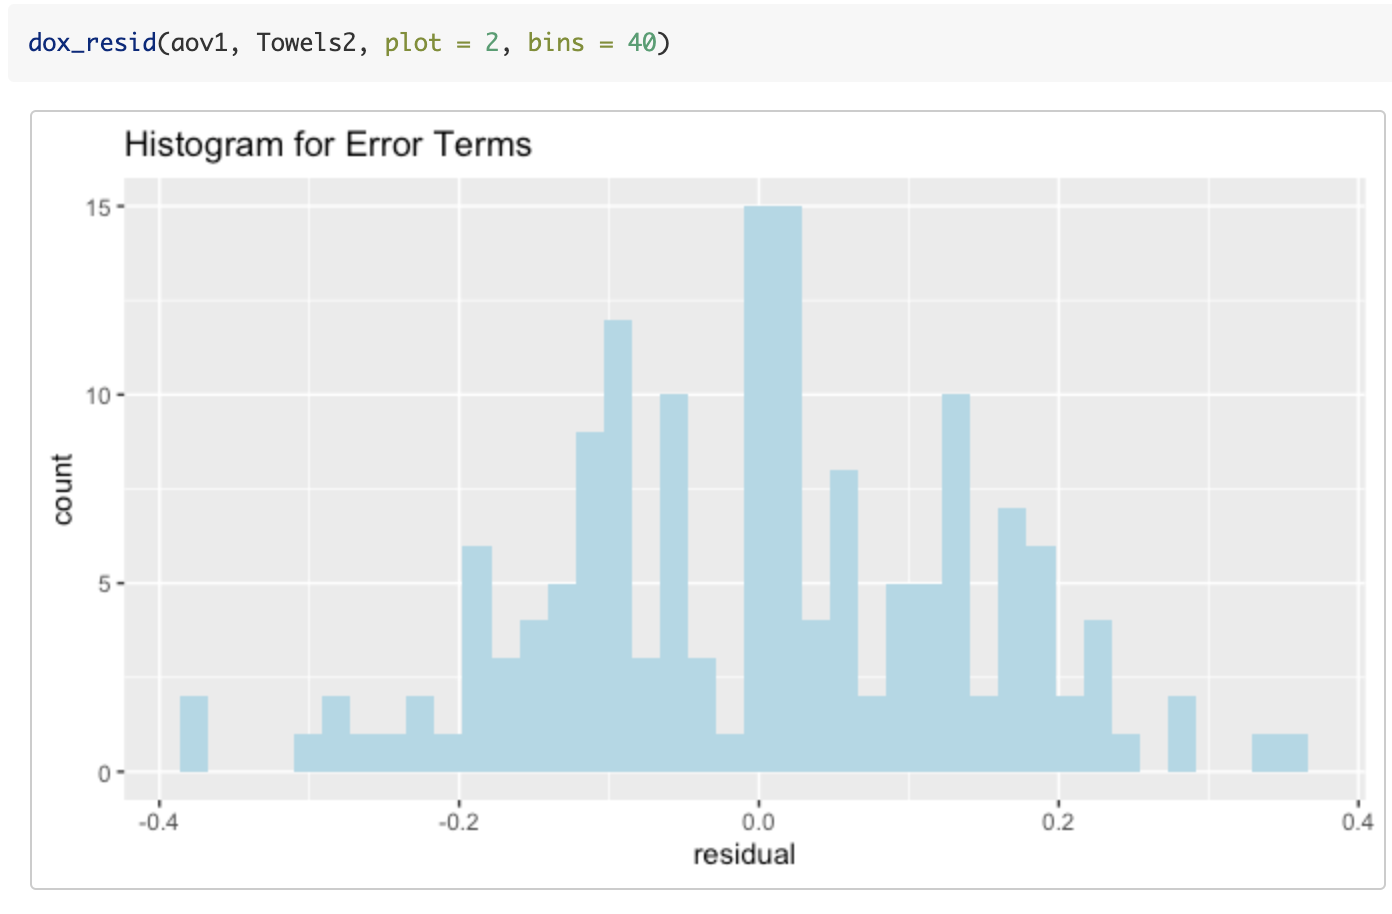 dox_resid(aov1, Towels2, plot = 2, bins = 40)
Histogram for Error Terms
15
10
5
0
count
-0.4
-0.2
0.0
0.2
0.4
residual